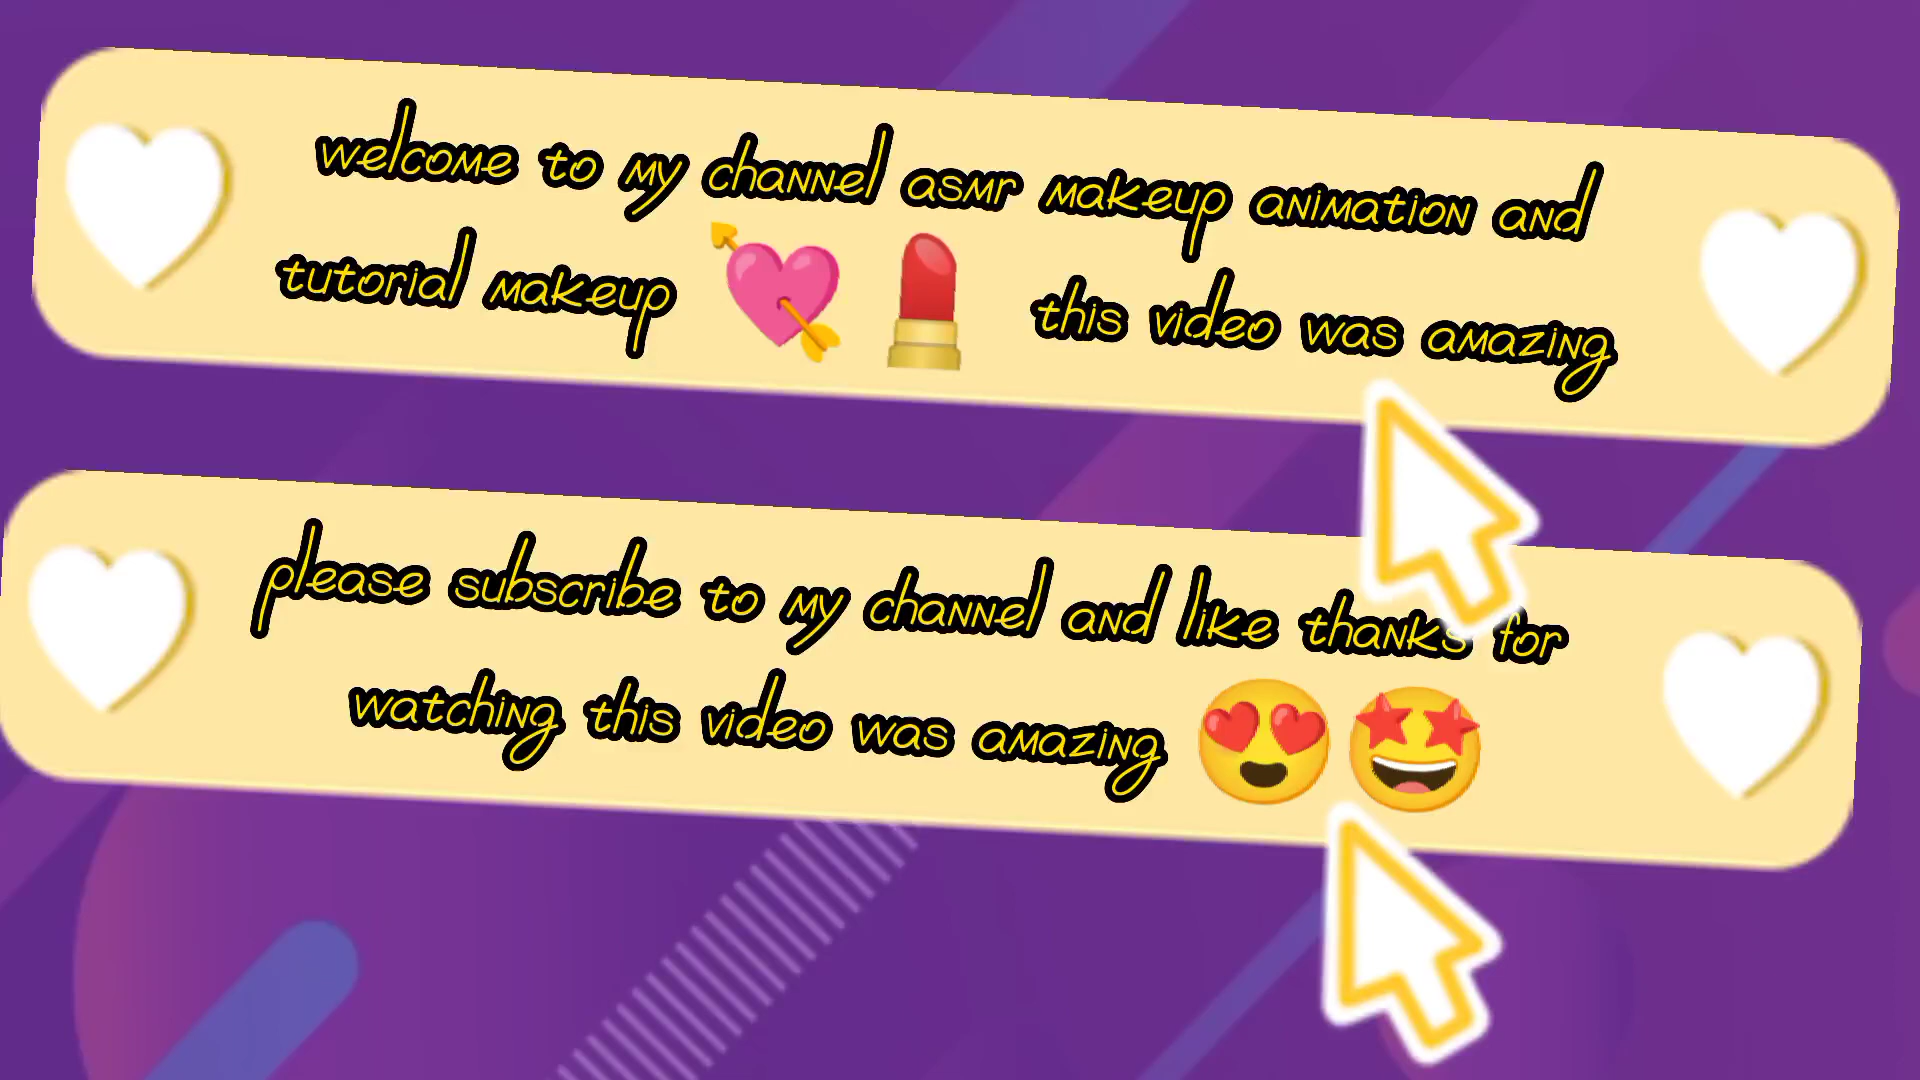 welcome to my channel asmr makeup animation and
tutorial makeup 💘💄 this video was amazing
please subscribe to my channel and like thanks for
watching this video was amazing 😍🤩